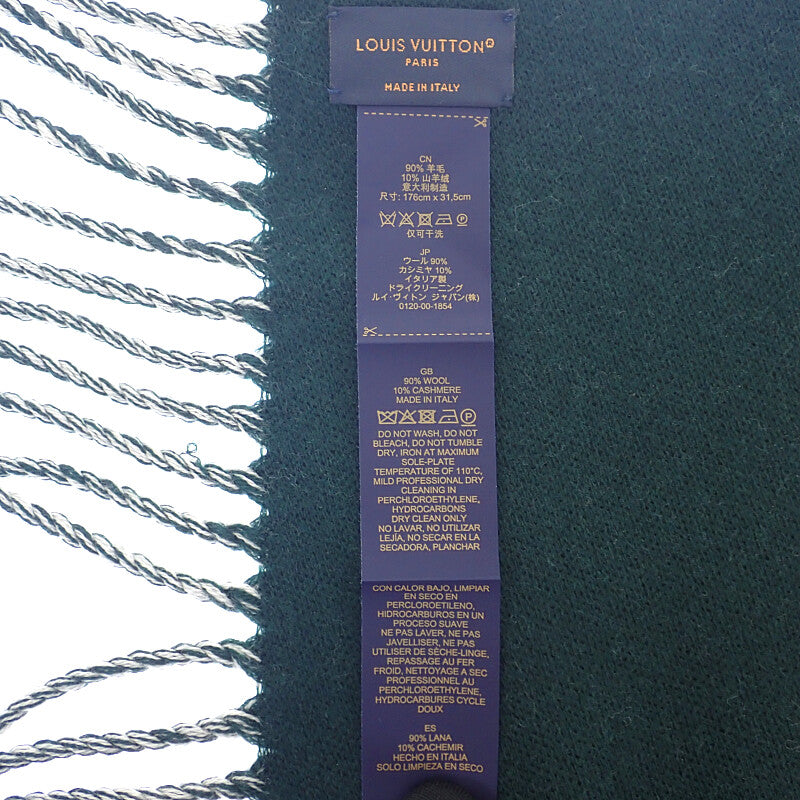 LOUIS VUITTON
PARIS
MADE IN ITALY
CN
90% 羊毛
10% 山羊绒
意大利制造
尺寸: 176cm x 31,5cm
仅可干洗
JP
ウール 90%
カシミヤ 10%
イタリア製
ドライクリーニング
ルイ·ヴィトン ジャパン(株)
0120-00-1854
GB
90% WOOL
10% CASHMERE
MADE IN ITALY
DO NOT WASH, DO NOT
BLEACH, DO NOT TUMBLE
DRY, IRON AT MAXIMUM
SOLE-PLATE
TEMPERATURE OF 110°C,
MILD PROFESSIONAL DRY
CLEANING IN
PERCHLOROETHYLENE,
HYDROCARBONS
DRY CLEAN ONLY
NO LAVAR, NO UTILIZAR
LEJÍA, NO SECAR EN LA
SECADORA, PLANCHAR
CON CALOR BAJO, LIMPIAR
EN SECO EN
PERCLOROETILENO,
HIDROCARBUROS EN UN
PROCESO SUAVE
NE PAS LAVER, NE PAS
JAVELLISER, NE PAS
UTILISER DE SÈCHE-LINGE,
REPASSAGE AU FER
FROID, NETTOYAGE A SEC
PROFESSIONNEL AU
PERCHLOROÉTHYLÈNE,
HYDROCARBURES CYCLE
DOUX
ES
90% LANA
10% CACHEMIR
HECHO EN ITALIA
SOLO LIMPIEZA EN SECO